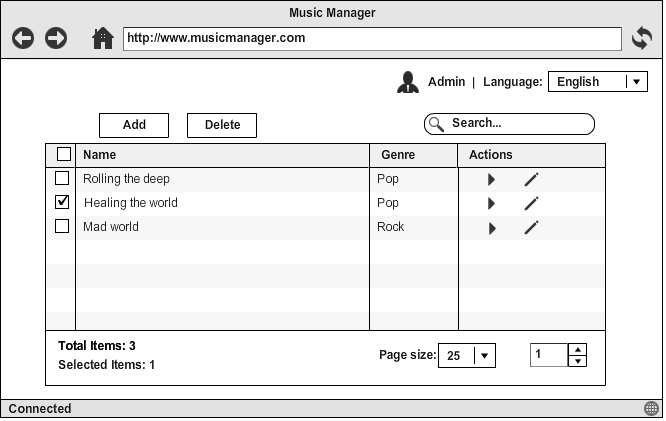 Music Manager
http://www.musicmanager.com
Admin | Language: English
Add Delete Search...
Name Genre Actions
Rolling the deep Pop
Healing the world Pop
Mad world Rock
Total Items: 3
Selected Items: 1
Page size: 25 1
Connected